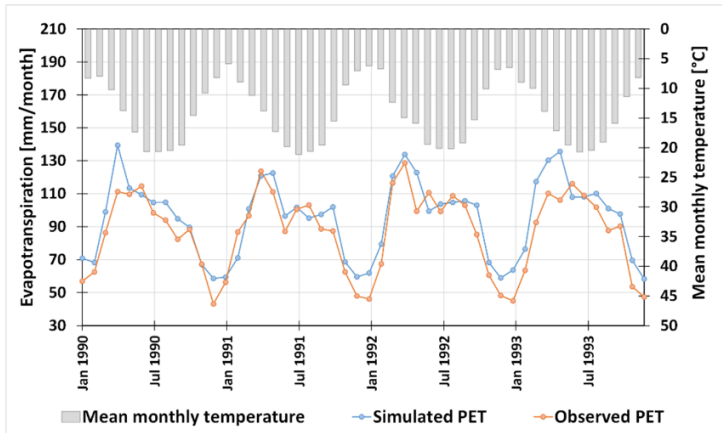 Evapotranspiration [mm/month]
210
190
170
150
130
110
90
70
50
30
0
5
10
15
20
25
30
35
40
45
50
Mean monthly temperature [°C]
Jan 1990
Jul 1990
Jan 1991
Jul 1991
Jan 1992
Jul 1992
Jan 1993
Jul 1993
Mean monthly temperature Simulated PET Observed PET